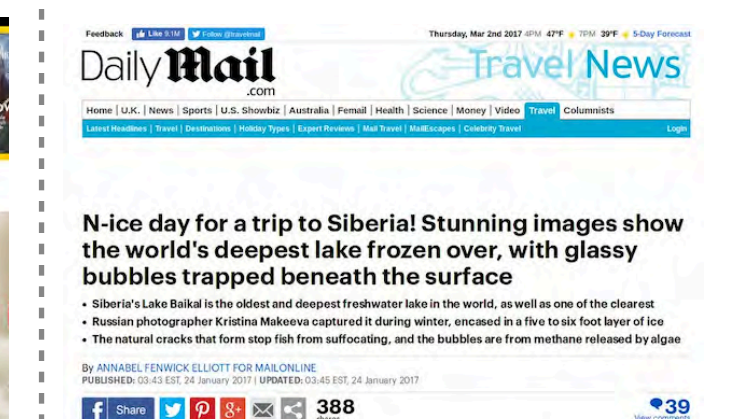 Feedback Like 9.1M Follow @travelmail Thursday, Mar 2nd 2017 4PM 47°F 7PM 39°F 5-Day Forecast
Daily Mail .com Travel News
Home | U.K. | News | Sports | U.S. Showbiz | Australia | Femail | Health | Science | Money | Video Travel Columnists
Latest Headlines | Travel | Destinations | Holiday Types | Expert Reviews | Mail Travel | MailEscapes | Celebrity Travel Login
N-ice day for a trip to Siberia! Stunning images show
the world's deepest lake frozen over, with glassy
bubbles trapped beneath the surface
• Siberia's Lake Baikal is the oldest and deepest freshwater lake in the world, as well as one of the clearest
• Russian photographer Kristina Makeeva captured it during winter, encased in a five to six foot layer of ice
• The natural cracks that form stop fish from suffocating, and the bubbles are from methane released by algae
By ANNABEL FENWICK ELLIOTT FOR MAILONLINE
PUBLISHED: 03:43 EST, 24 January 2017 | UPDATED: 03:45 EST, 24 January 2017
f Share 8+ 388 39
View comments